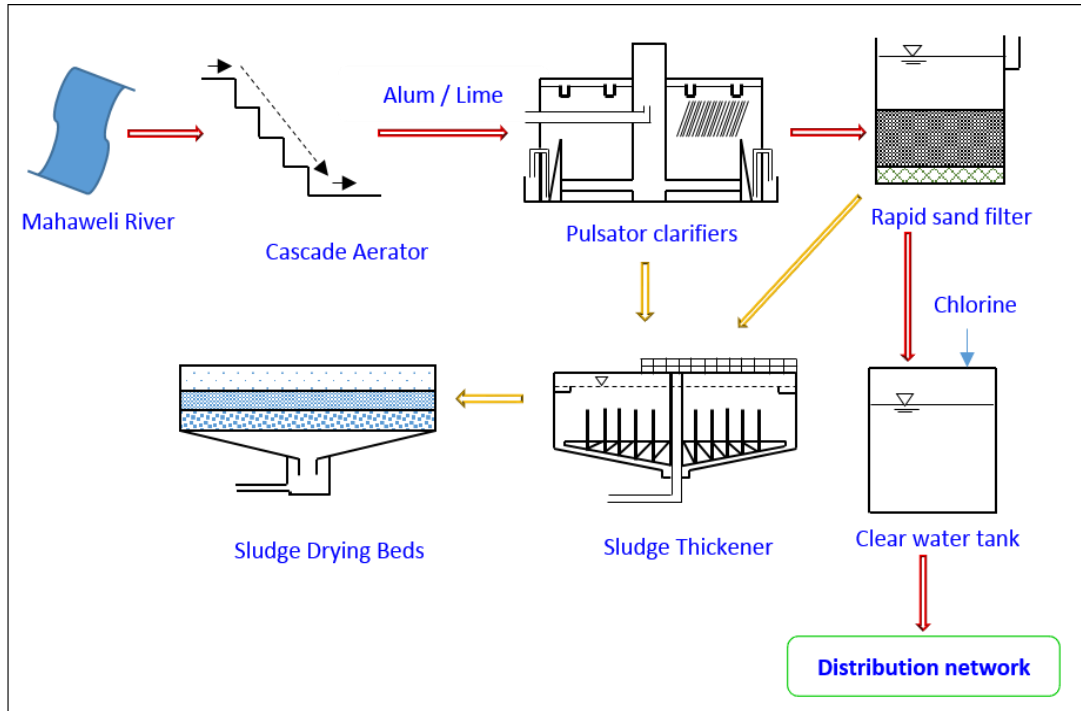 Alum / Lime
Mahaweli River
Cascade Aerator
Pulsator clarifiers
Rapid sand filter
Chlorine
Sludge Drying Beds
Sludge Thickener
Clear water tank
Distribution network